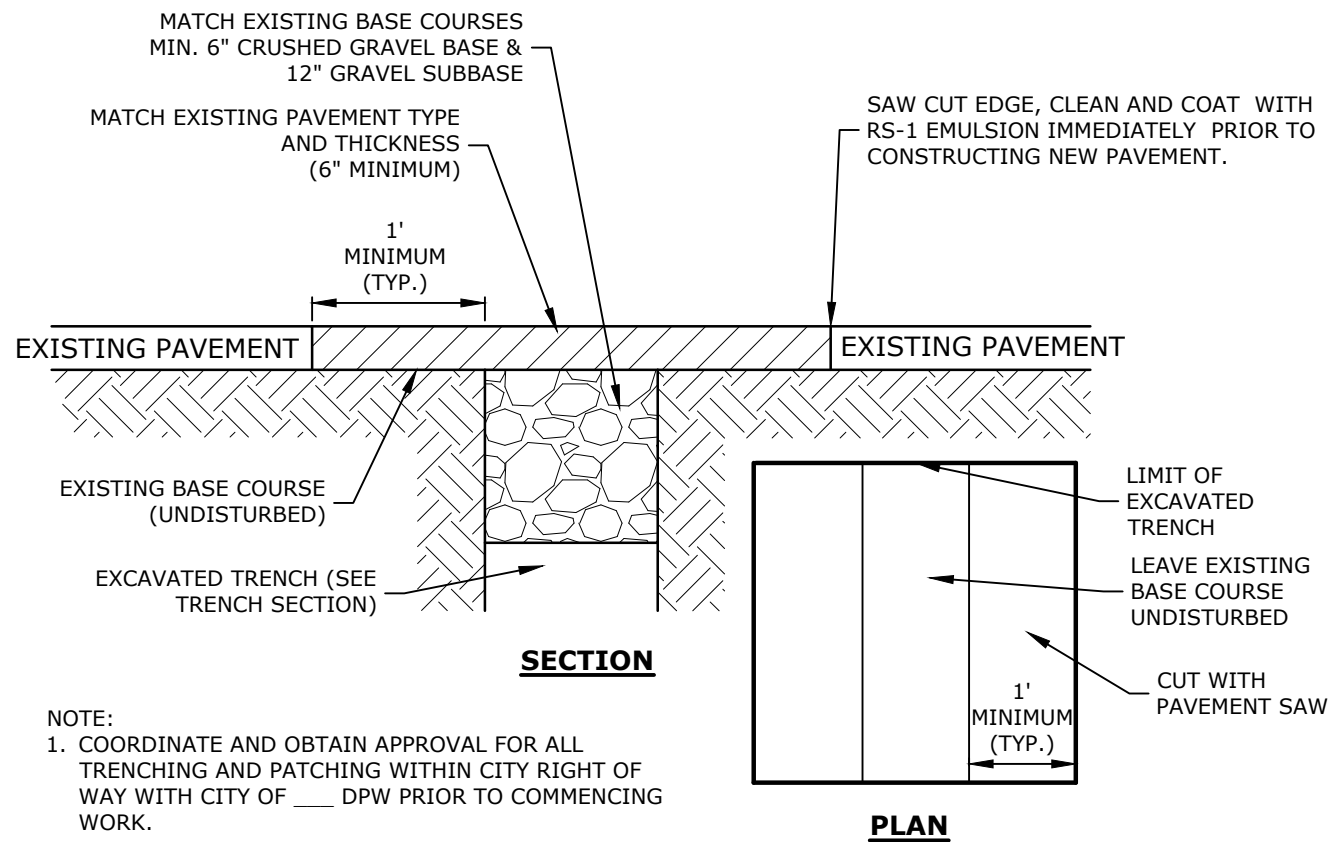 MATCH EXISTING BASE COURSES
MIN. 6" CRUSHED GRAVEL BASE &
12" GRAVEL SUBBASE
MATCH EXISTING PAVEMENT TYPE
AND THICKNESS
(6" MINIMUM)
SAW CUT EDGE, CLEAN AND COAT WITH
RS-1 EMULSION IMMEDIATELY PRIOR TO
CONSTRUCTING NEW PAVEMENT.
1'
MINIMUM
(TYP.)
EXISTING PAVEMENT
EXISTING PAVEMENT
EXISTING BASE COURSE
(UNDISTURBED)
EXCAVATED TRENCH (SEE
TRENCH SECTION)
SECTION
LIMIT OF
EXCAVATED
TRENCH
LEAVE EXISTING
BASE COURSE
UNDISTURBED
CUT WITH
PAVEMENT SAW
1'
MINIMUM
(TYP.)
PLAN
NOTE:
1. COORDINATE AND OBTAIN APPROVAL FOR ALL
TRENCHING AND PATCHING WITHIN CITY RIGHT OF
WAY WITH CITY OF ___ DPW PRIOR TO COMMENCING
WORK.